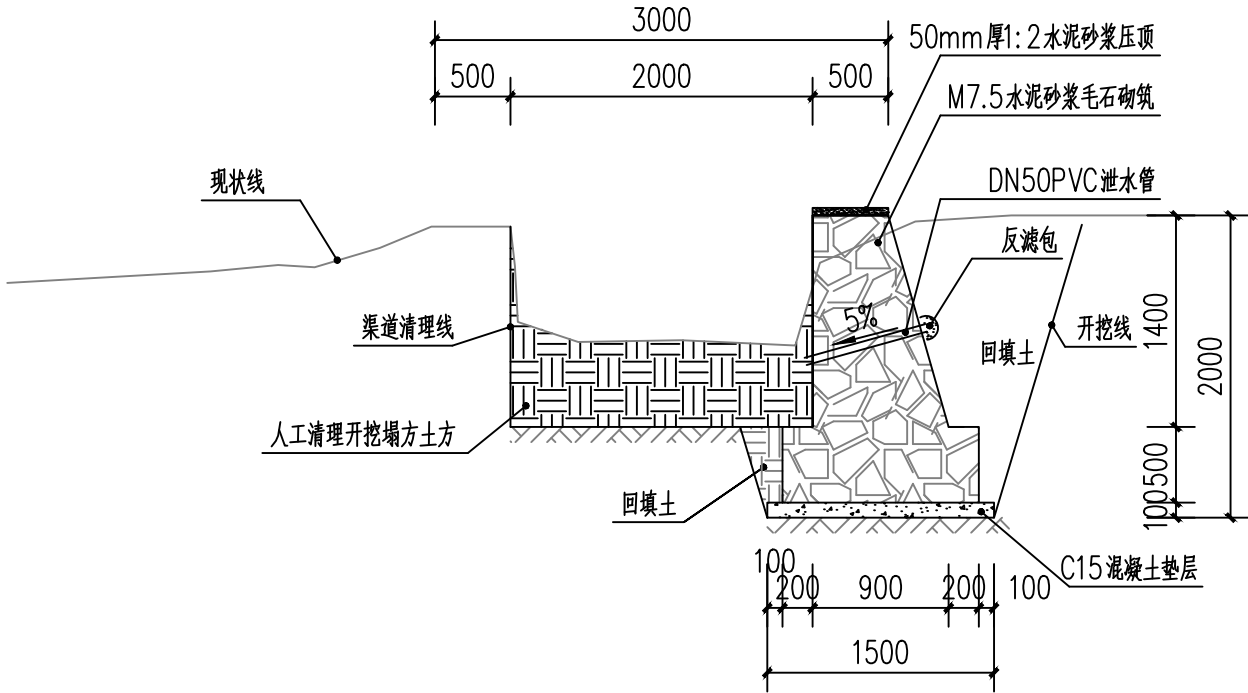 3000
500
2000
500
50mm厚1:2水泥砂浆压顶
M7.5水泥砂浆毛石砌筑
DN50PVC泄水管
现状线
反滤包
渠道清理线
5%
回填土
开挖线
1400
2000
人工清理开挖塌方土方
回填土
500
100
C15混凝土垫层
100
200
900
200
100
1500